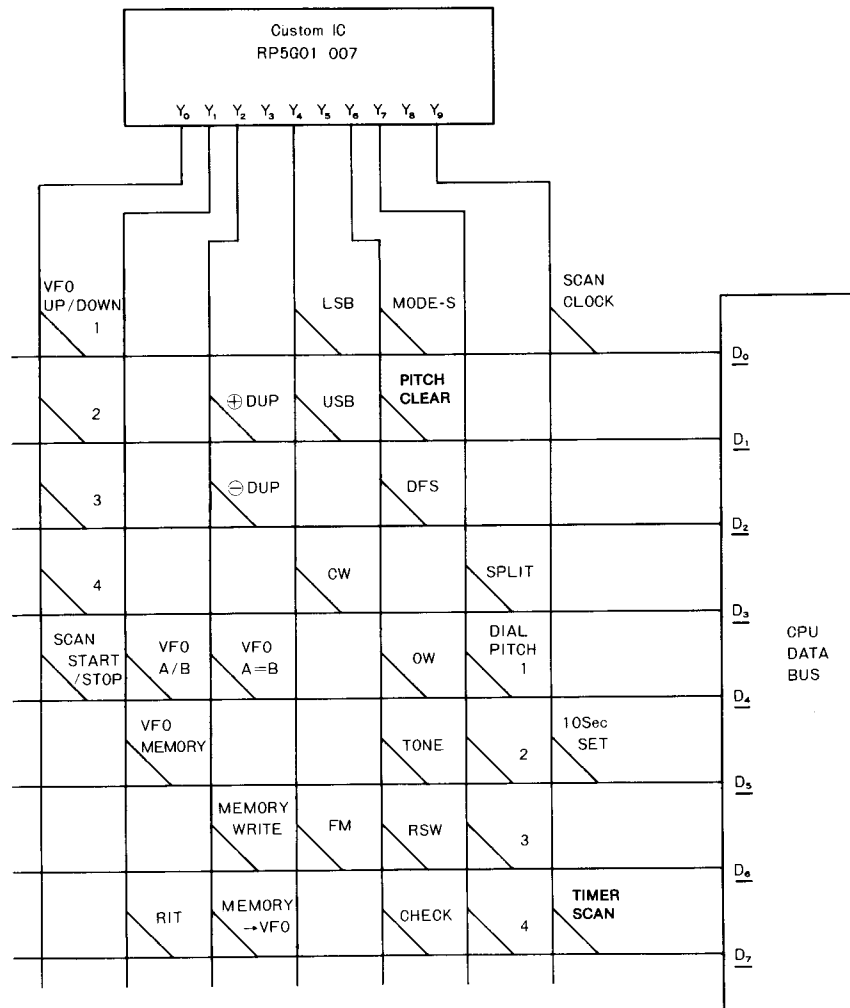 Custom IC
RP5G01 007
Y₀ Y₁ Y₂ Y₃ Y₄ Y₅ Y₆ Y₇ Y₈ Y₉
VFO
UP/DOWN
1
LSB
MODE-S
SCAN
CLOCK
D₀
2
⊕ DUP
USB
PITCH
CLEAR
D₁
3
⊖ DUP
DFS
D₂
4
CW
SPLIT
D₃
SCAN
START
/STOP
VFO
A/B
VFO
A=B
OW
DIAL
PITCH
1
D₄
CPU
DATA
BUS
VFO
MEMORY
TONE
2
10Sec
SET
D₅
MEMORY
WRITE
FM
RSW
3
D₆
RIT
MEMORY
→VFO
CHECK
4
TIMER
SCAN
D₇